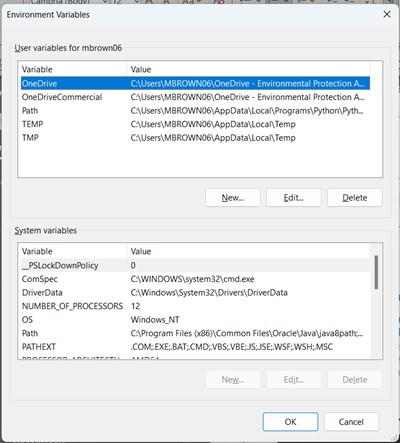 Cambria (Body)
12
Environment Variables
User variables for mbrown06
Variable Value
OneDrive C:\Users\MBROWN06\OneDrive - Environmental Protection A...
OneDriveCommercial C:\Users\MBROWN06\OneDrive - Environmental Protection A...
Path C:\Users\MBROWN06\AppData\Local\Programs\Python\Pyth...
TEMP C:\Users\MBROWN06\AppData\Local\Temp
TMP C:\Users\MBROWN06\AppData\Local\Temp
New... Edit... Delete
System variables
Variable Value
__PSLockDownPolicy 0
ComSpec C:\WINDOWS\system32\cmd.exe
DriverData C:\Windows\System32\Drivers\DriverData
NUMBER_OF_PROCESSORS 12
OS Windows_NT
Path C:\Program Files (x86)\Common Files\Oracle\Java\java8path;...
PATHEXT .COM;.EXE;.BAT;.CMD;.VBS;.VBE;.JS;.JSE;.WSF;.WSH;.MSC
New... Edit... Delete
OK Cancel